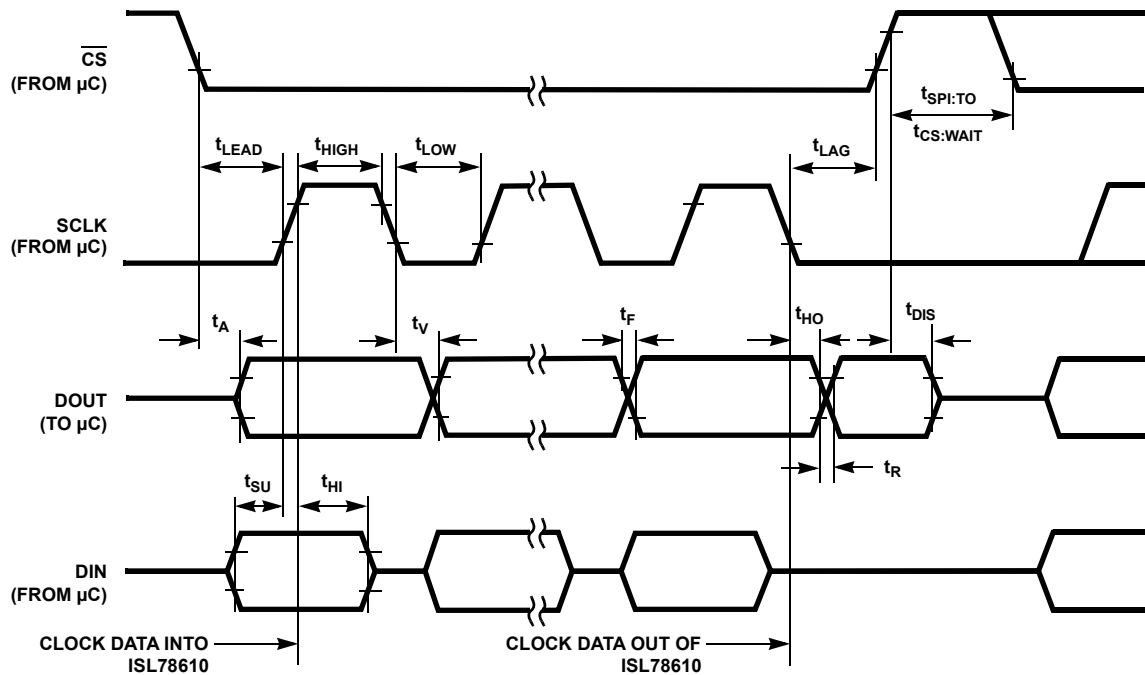 CS
(FROM µC)
tSPI:TO
tCS:WAIT
tLEAD
tHIGH
tLOW
tLAG
SCLK
(FROM µC)
tA
tV
tF
tHO
tDIS
DOUT
(TO µC)
tR
tSU
tHI
DIN
(FROM µC)
CLOCK DATA INTO
ISL78610
CLOCK DATA OUT OF
ISL78610